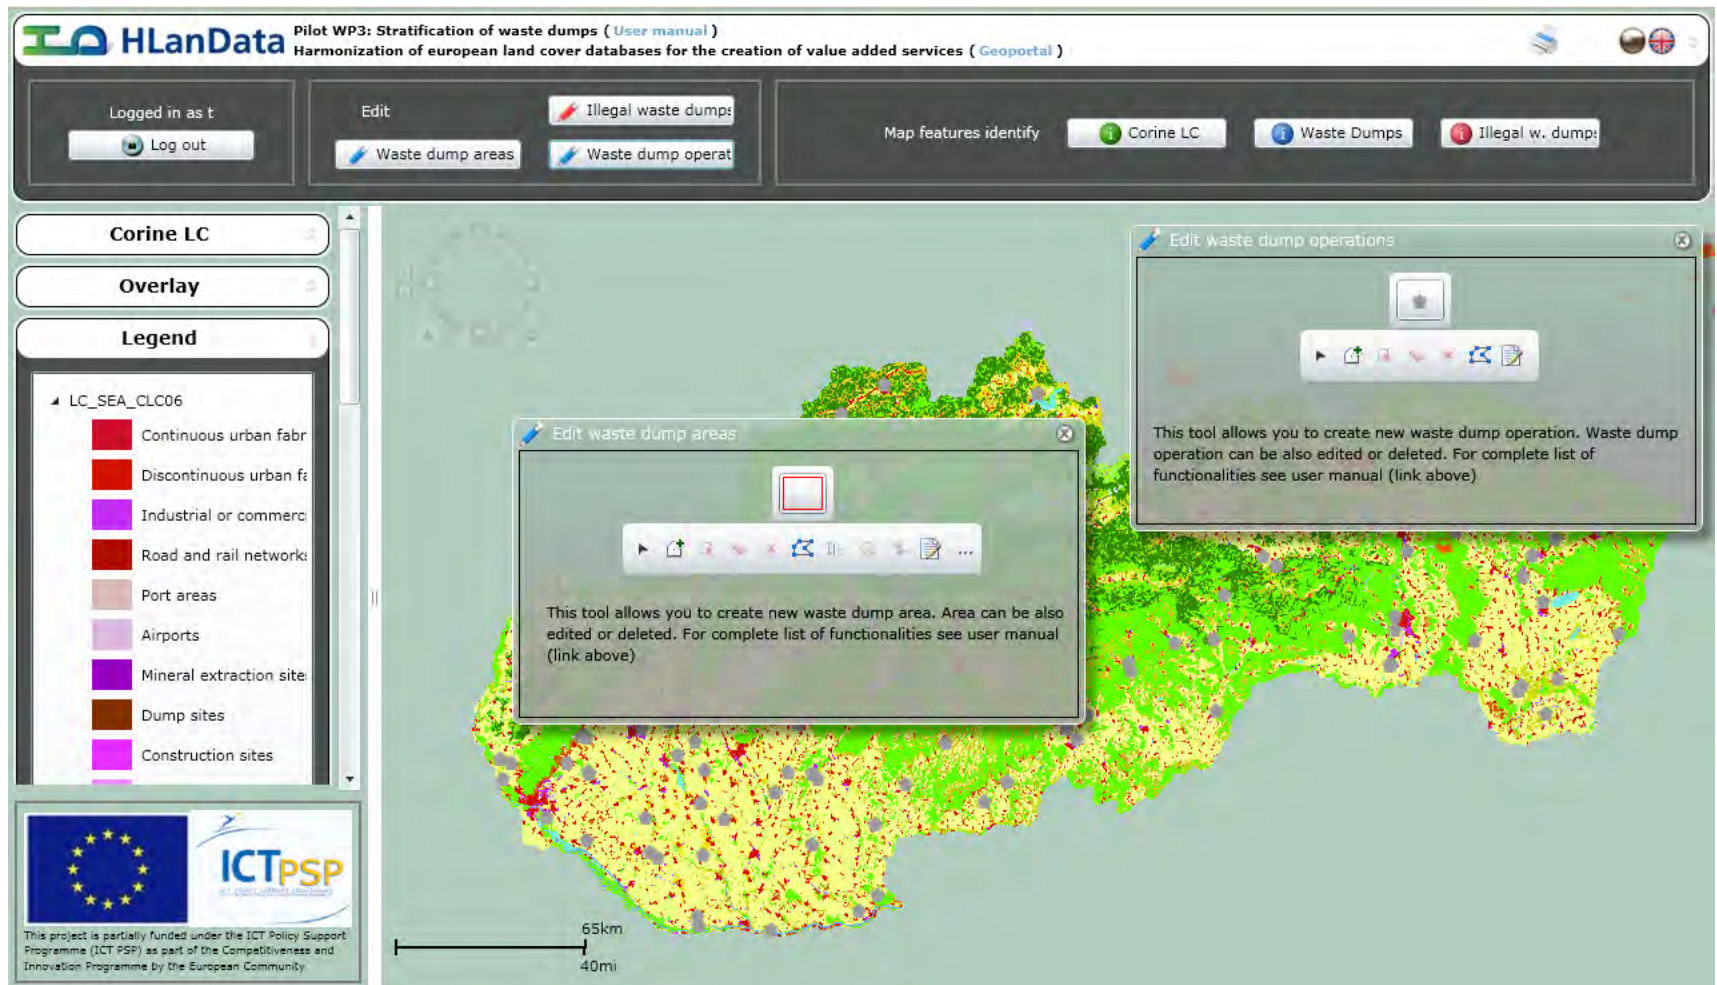 HLanData
Pilot WP3: Stratification of waste dumps ( User manual )
Harmonization of european land cover databases for the creation of value added services ( Geoportal )
Logged in as t
Log out
Edit
Illegal waste dumps
Waste dump areas
Waste dump operat
Map features identify
Corine LC
Waste Dumps
Illegal w. dumps
Corine LC
Overlay
Legend
LC_SEA_CLC06
Continuous urban fabr
Discontinuous urban fa
Industrial or commerc
Road and rail networks
Port areas
Airports
Mineral extraction site
Dump sites
Construction sites
ICT PSP
This project is partially funded under the ICT Policy Support
Programme (ICT PSP) as part of the Competitiveness and
Innovation Programme by the European Community
Edit waste dump operations
This tool allows you to create new waste dump operation. Waste dump
operation can be also edited or deleted. For complete list of
functionalities see user manual (link above)
Edit waste dump areas
...
This tool allows you to create new waste dump area. Area can be also
edited or deleted. For complete list of functionalities see user manual
(link above)
65km
40mi